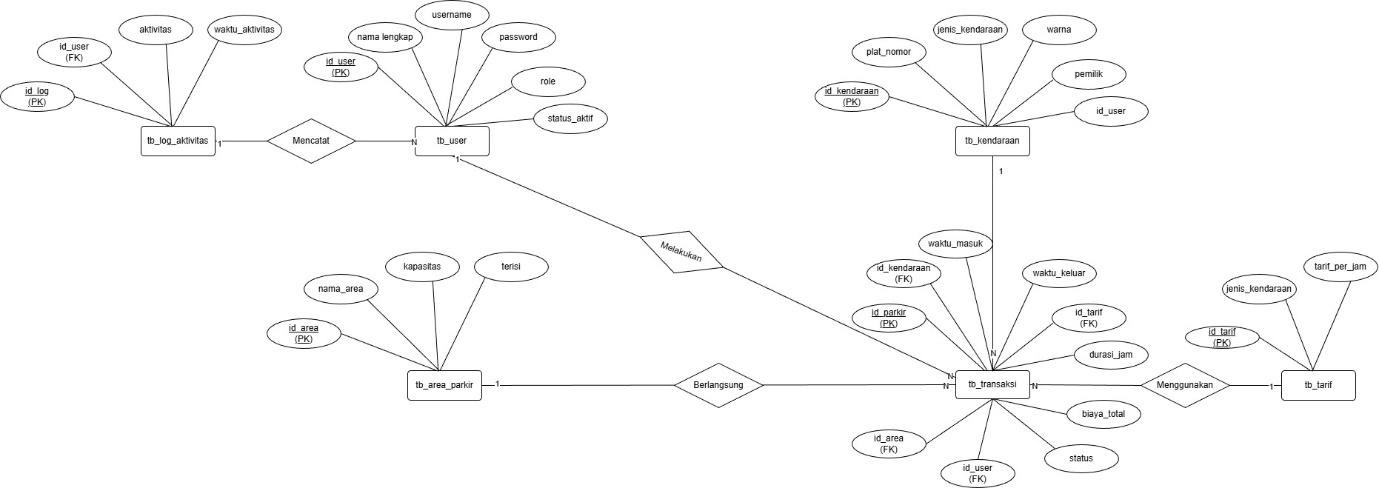 username
aktivitas
waktu_aktivitas
jenis_kendaraan
warna
nama lengkap
password
id_user
(FK)
plat_nomor
id_user
(PK)
pemilik
role
id_log
(PK)
id_kendaraan
(PK)
id_user
status_aktif
tb_log_aktivitas
1
Mencatat
N
tb_user
1
tb_kendaraan
1
Melakukan
waktu_masuk
kapasitas
terisi
id_kendaraan
(FK)
waktu_keluar
tarif_per_jam
nama_area
jenis_kendaraan
id_parkir
(PK)
id_tarif
(FK)
id_area
(PK)
id_tarif
(PK)
N
durasi_jam
N
tb_area_parkir
1
Berlangsung
N
tb_transaksi
N
Menggunakan
1
tb_tarif
biaya_total
id_area
(FK)
status
id_user
(FK)